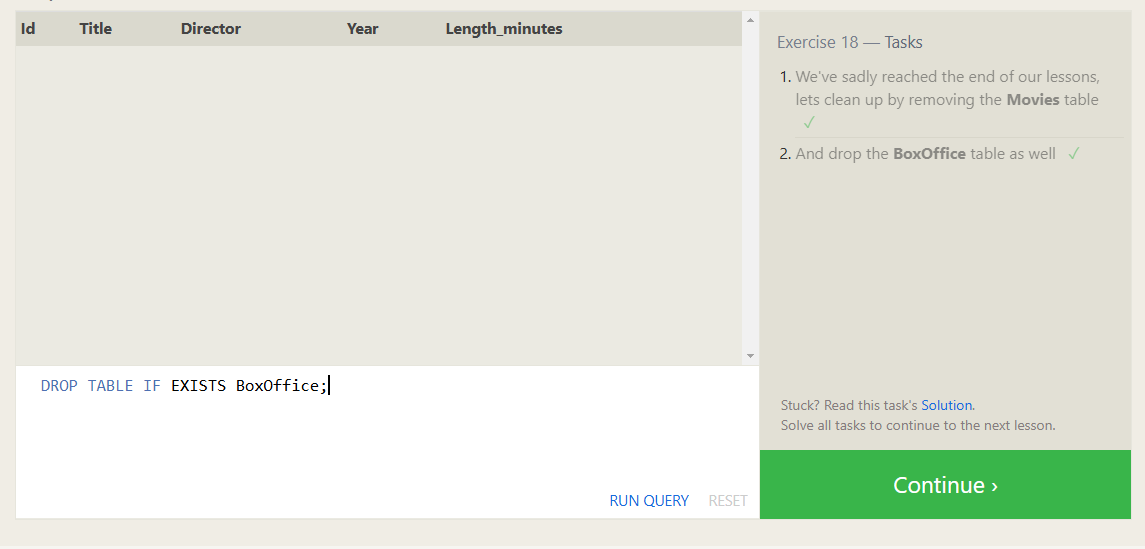 Id Title Director Year Length_minutes
DROP TABLE IF EXISTS BoxOffice;
RUN QUERY RESET
Exercise 18 — Tasks
1. We've sadly reached the end of our lessons,
lets clean up by removing the Movies table
✓
2. And drop the BoxOffice table as well ✓
Stuck? Read this task's Solution.
Solve all tasks to continue to the next lesson.
Continue ›